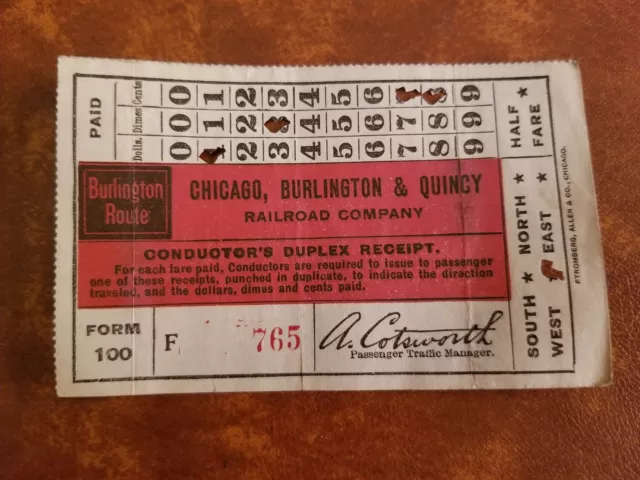 PAID
Cents 0 1 2 3 4 5 6 8 9
Dimes 0 1 2 3 4 5 6 7 8 9
Dolls. 0 2 3 4 5 6 7 8 9
HALF ★
FARE
Burlington
Route
CHICAGO, BURLINGTON & QUINCY
RAILROAD COMPANY
CONDUCTOR'S DUPLEX RECEIPT.
For each fare paid, Conductors are required to issue to passenger
one of these receipts, punched in duplicate, to indicate the direction
traveled, and the dollars, dimes and cents paid.
SOUTH ★ NORTH ★
WEST EAST ★
FORM
100
F 765
A. Cotsworth
Passenger Traffic Manager.
STROMBERG, ALLEN & CO., CHICAGO.